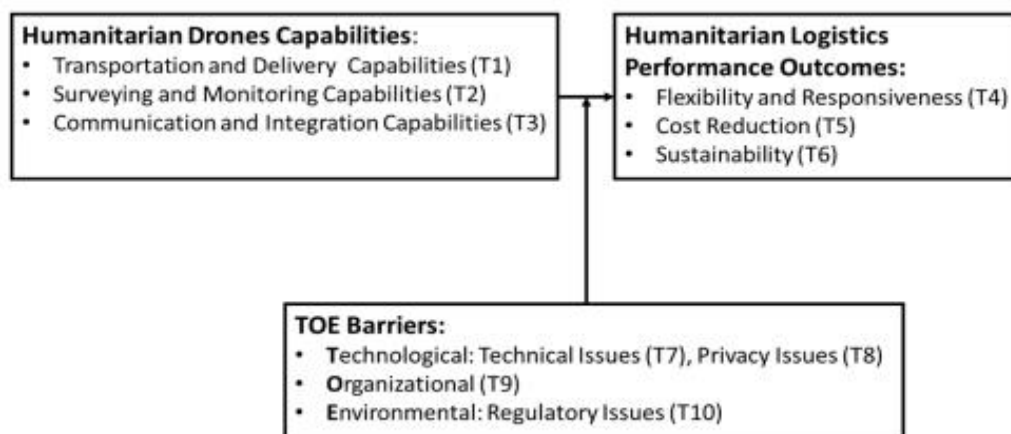 Humanitarian Drones Capabilities:
• Transportation and Delivery Capabilities (T1)
• Surveying and Monitoring Capabilities (T2)
• Communication and Integration Capabilities (T3)
Humanitarian Logistics
Performance Outcomes:
• Flexibility and Responsiveness (T4)
• Cost Reduction (T5)
• Sustainability (T6)
TOE Barriers:
• Technological: Technical Issues (T7), Privacy Issues (T8)
• Organizational (T9)
• Environmental: Regulatory Issues (T10)